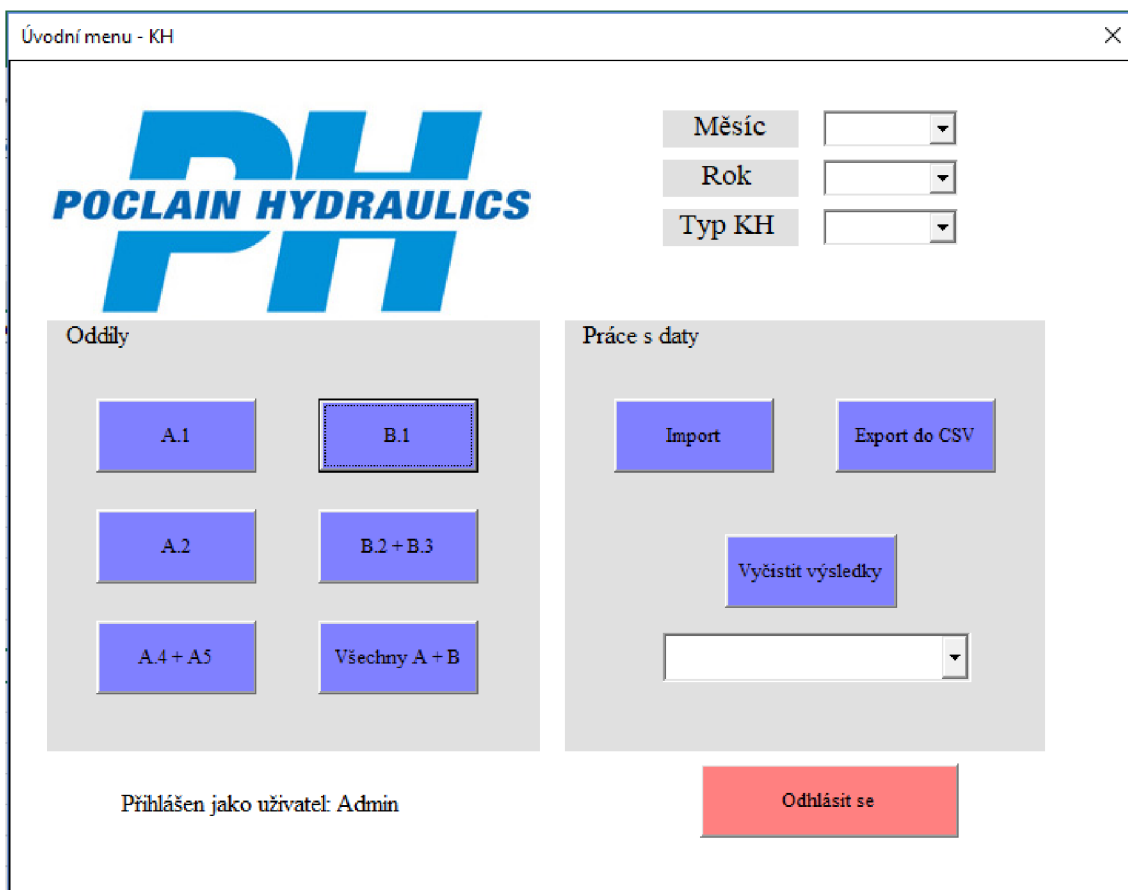 Úvodní menu - KH
PH
POCLAIN HYDRAULICS
Měsíc
Rok
Typ KH
Oddíly
A.1
B.1
A.2
B.2 + B.3
A.4 + A5
Všechny A + B
Práce s daty
Import
Export do CSV
Vyčistit výsledky
Přihlášen jako uživatel: Admin
Odhlásit se